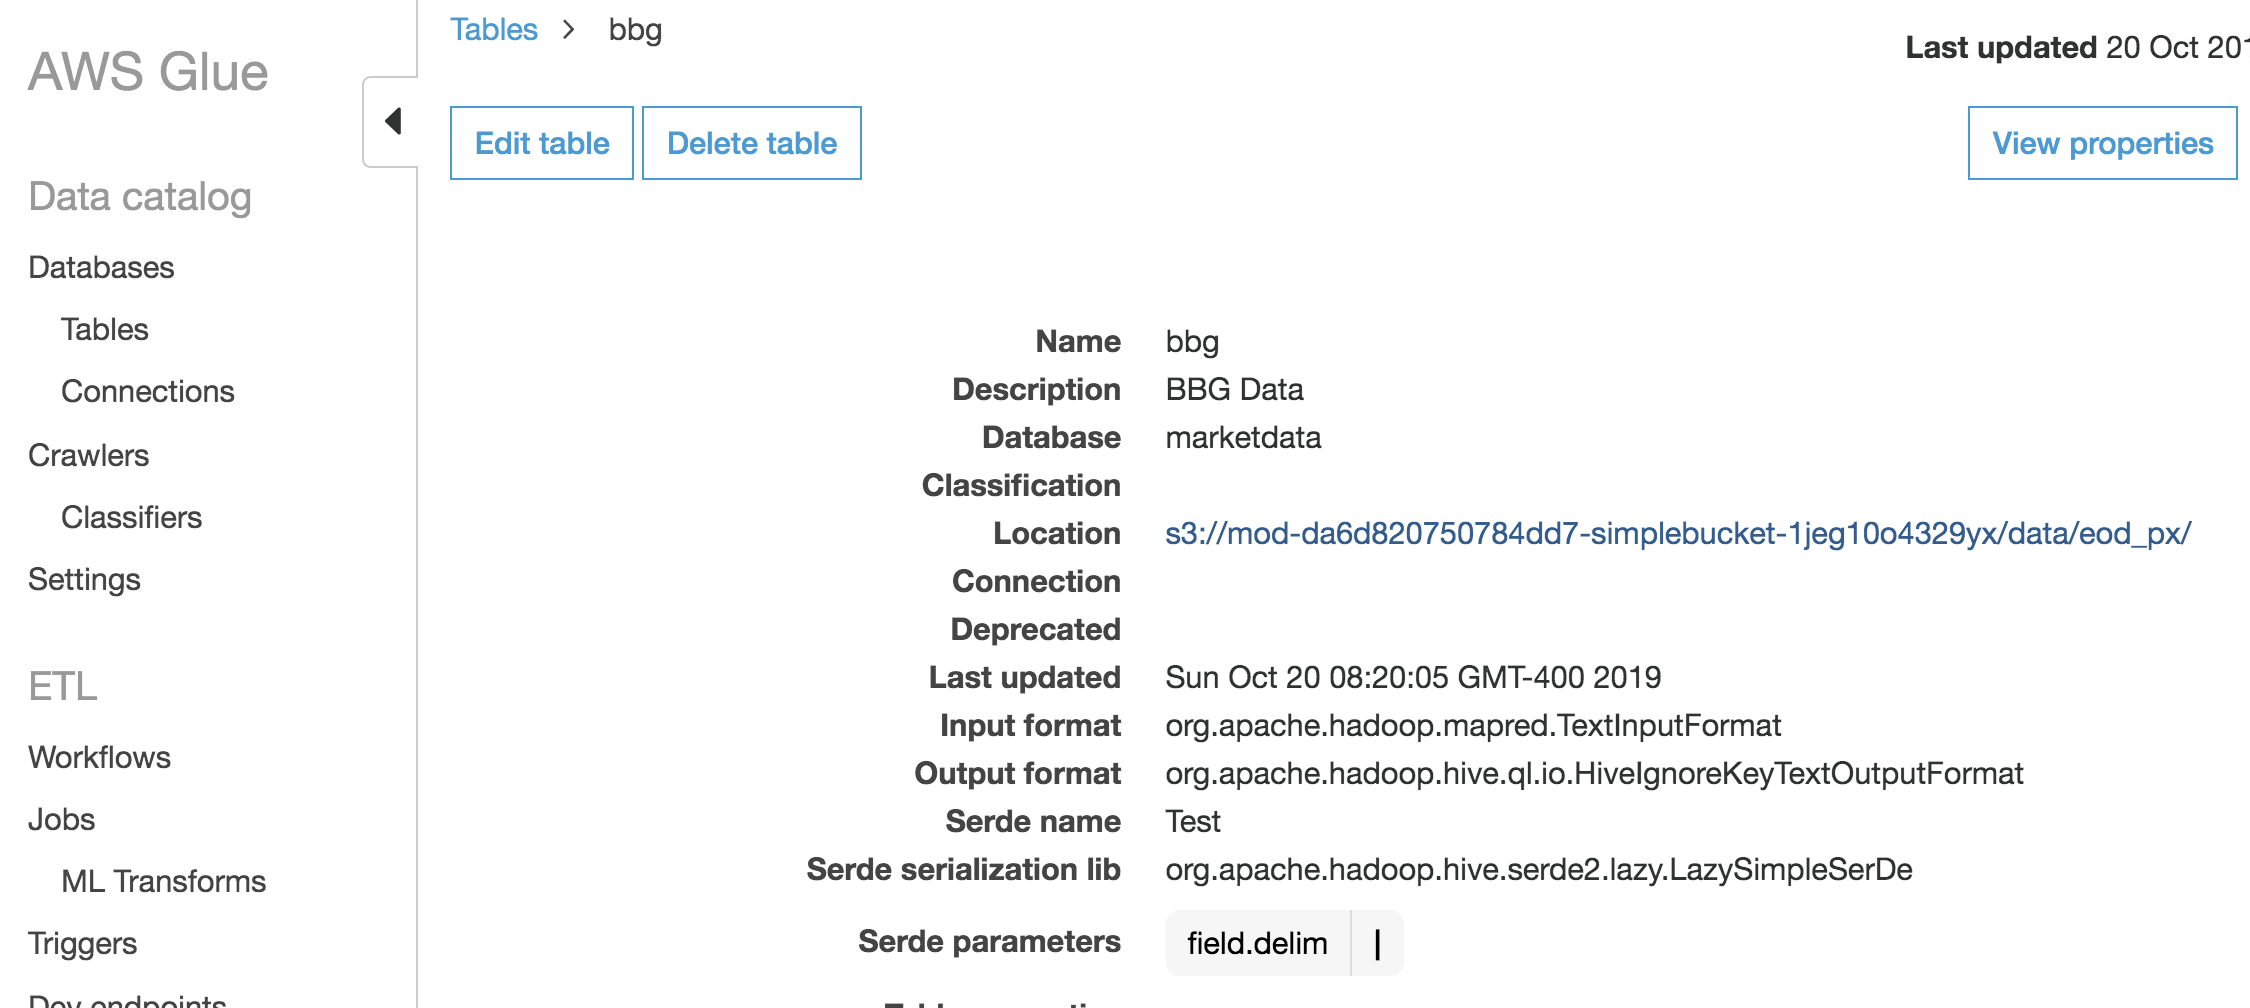 AWS Glue
Data catalog
Databases
Tables
Connections
Crawlers
Classifiers
Settings
ETL
Workflows
Jobs
ML Transforms
Triggers
Dev endpoints
Tables > bbg
Last updated 20 Oct 201
Edit table
Delete table
View properties
Name bbg
Description BBG Data
Database marketdata
Classification
Location s3://mod-da6d820750784dd7-simplebucket-1jeg10o4329yx/data/eod_px/
Connection
Deprecated
Last updated Sun Oct 20 08:20:05 GMT-400 2019
Input format org.apache.hadoop.mapred.TextInputFormat
Output format org.apache.hadoop.hive.ql.io.HiveIgnoreKeyTextOutputFormat
Serde name Test
Serde serialization lib org.apache.hadoop.hive.serde2.lazy.LazySimpleSerDe
Serde parameters field.delim |